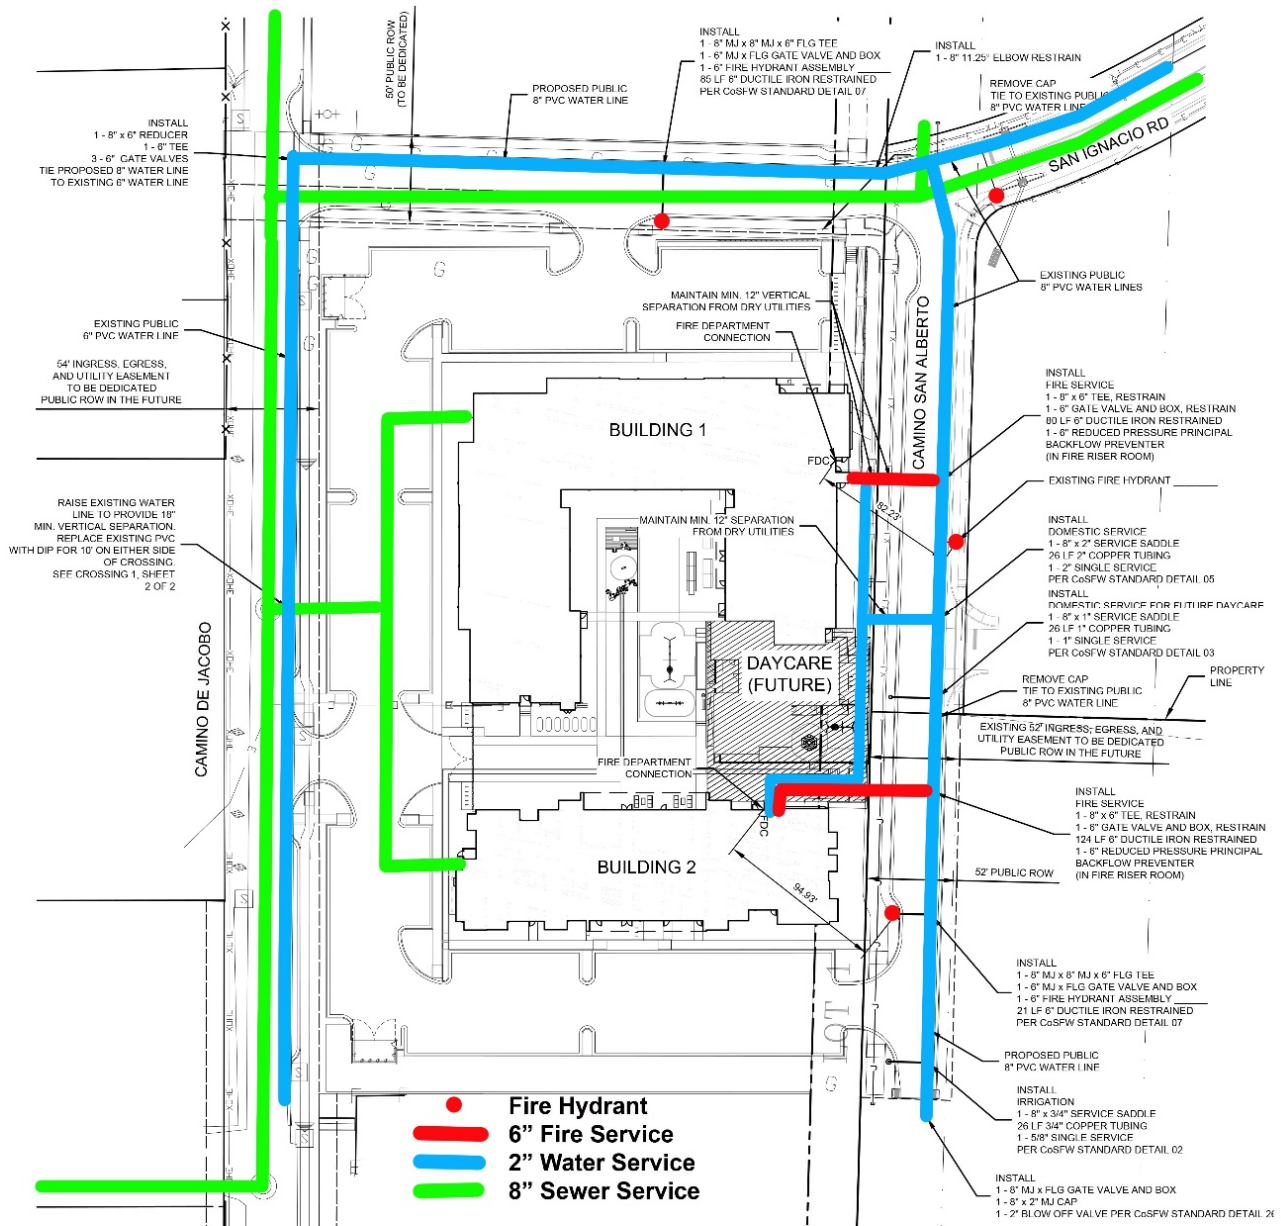 50' PUBLIC ROW
(TO BE DEDICATED)
INSTALL
1 - 8" MJ x 8" MJ x 6" FLG TEE
1 - 6" MJ x FLG GATE VALVE AND BOX
1 - 6" FIRE HYDRANT ASSEMBLY
85 LF 6" DUCTILE IRON RESTRAINED
PER CoSFW STANDARD DETAIL 07
INSTALL
1 - 8" 11.25° ELBOW RESTRAIN
REMOVE CAP
TIE TO EXISTING PUBLIC
8" PVC WATER LINE
PROPOSED PUBLIC
8" PVC WATER LINE
INSTALL
1 - 8" x 6" REDUCER
1 - 6" TEE
3 - 6" GATE VALVES
TIE PROPOSED 8" WATER LINE
TO EXISTING 6" WATER LINE
SAN IGNACIO RD
EXISTING PUBLIC
8" PVC WATER LINES
MAINTAIN MIN. 12" VERTICAL
SEPARATION FROM DRY UTILITIES
FIRE DEPARTMENT
CONNECTION
CAMINO SAN ALBERTO
EXISTING PUBLIC
6" PVC WATER LINE
54' INGRESS, EGRESS,
AND UTILITY EASEMENT
TO BE DEDICATED
PUBLIC ROW IN THE FUTURE
INSTALL
FIRE SERVICE
1 - 8" x 6" TEE, RESTRAIN
1 - 6" GATE VALVE AND BOX, RESTRAIN
80 LF 6" DUCTILE IRON RESTRAINED
1 - 6" REDUCED PRESSURE PRINCIPAL
BACKFLOW PREVENTER
(IN FIRE RISER ROOM)
BUILDING 1
FDC
EXISTING FIRE HYDRANT
82.23'
RAISE EXISTING WATER
LINE TO PROVIDE 18"
MIN. VERTICAL SEPARATION.
REPLACE EXISTING PVC
WITH DIP FOR 10' ON EITHER SIDE
OF CROSSING.
SEE CROSSING 1, SHEET
2 OF 2
MAINTAIN MIN. 12" SEPARATION
FROM DRY UTILITIES
INSTALL
DOMESTIC SERVICE
1 - 8" x 2" SERVICE SADDLE
26 LF 2" COPPER TUBING
1 - 2" SINGLE SERVICE
PER CoSFW STANDARD DETAIL 05
INSTALL
DOMESTIC SERVICE FOR FUTURE DAYCARE
1 - 8" x 1" SERVICE SADDLE
26 LF 1" COPPER TUBING
1 - 1" SINGLE SERVICE
PER CoSFW STANDARD DETAIL 03
CAMINO DE JACOBO
DAYCARE
(FUTURE)
PROPERTY
LINE
REMOVE CAP
TIE TO EXISTING PUBLIC
8" PVC WATER LINE
EXISTING 52' INGRESS, EGRESS, AND
UTILITY EASEMENT TO BE DEDICATED
PUBLIC ROW IN THE FUTURE
FIRE DEPARTMENT
CONNECTION
FDC
INSTALL
FIRE SERVICE
1 - 8" x 6" TEE, RESTRAIN
1 - 6" GATE VALVE AND BOX, RESTRAIN
124 LF 6" DUCTILE IRON RESTRAINED
1 - 6" REDUCED PRESSURE PRINCIPAL
BACKFLOW PREVENTER
(IN FIRE RISER ROOM)
BUILDING 2
52' PUBLIC ROW
94.93'
INSTALL
1 - 8" MJ x 8" MJ x 6" FLG TEE
1 - 6" MJ x FLG GATE VALVE AND BOX
1 - 6" FIRE HYDRANT ASSEMBLY
21 LF 6" DUCTILE IRON RESTRAINED
PER CoSFW STANDARD DETAIL 07
LOT 1
PROPOSED PUBLIC
8" PVC WATER LINE
INSTALL
IRRIGATION
1 - 8" x 3/4" SERVICE SADDLE
26 LF 3/4" COPPER TUBING
1 - 5/8" SINGLE SERVICE
PER CoSFW STANDARD DETAIL 02
INSTALL
1 - 8" MJ x FLG GATE VALVE AND BOX
1 - 8" x 2" MJ CAP
1 - 2" BLOW OFF VALVE PER CoSFW STANDARD DETAIL 26
Fire Hydrant
6" Fire Service
2" Water Service
8" Sewer Service